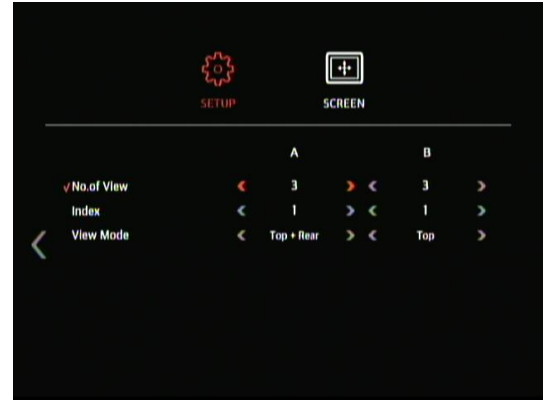 SETUP SCREEN
A B
√No.of View 3 3
Index 1 1
View Mode Top + Rear Top